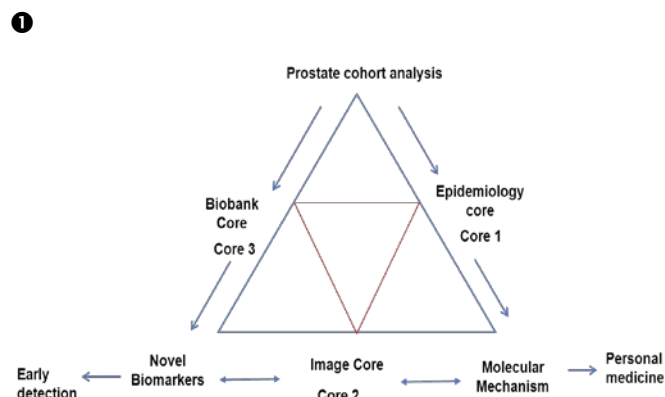 ❶
Prostate cohort analysis
Biobank
Core
Core 3
Epidemiology
core
Core 1
Early
detection
Novel
Biomarkers
Image Core
Core 2
Molecular
Mechanism
Personal
medicine